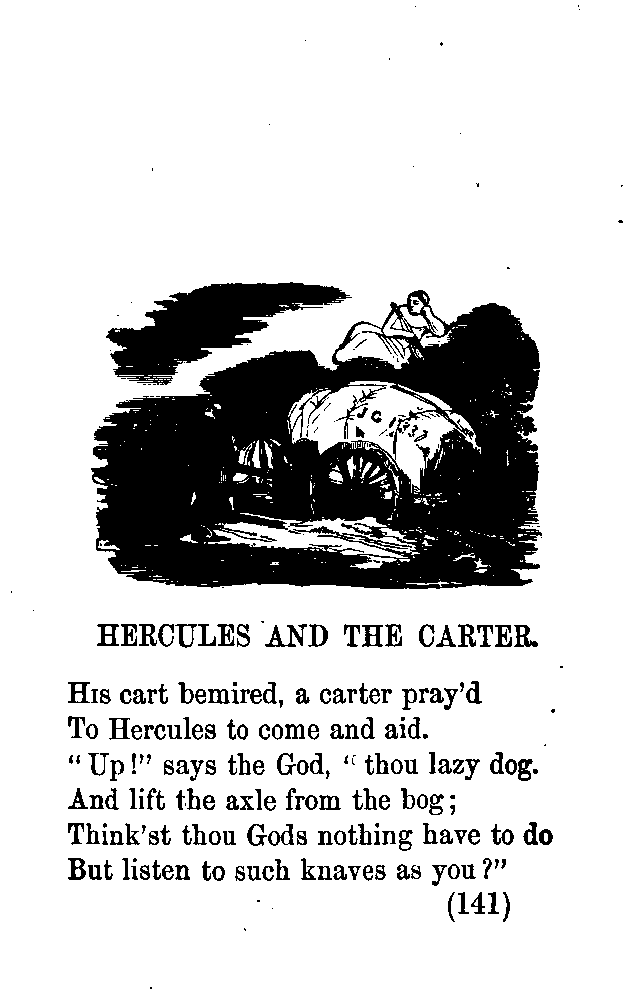 J G 1837
HERCULES AND THE CARTER.
His cart bemired, a carter pray'd
To Hercules to come and aid.
"Up!" says the God, "thou lazy dog.
And lift the axle from the bog;
Think'st thou Gods nothing have to do
But listen to such knaves as you?"
(141)